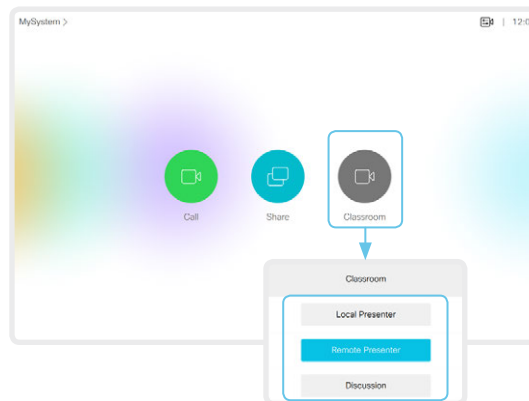 MySystem >
12:0
Call
Share
Classroom
Classroom
Local Presenter
Remote Presenter
Discussion